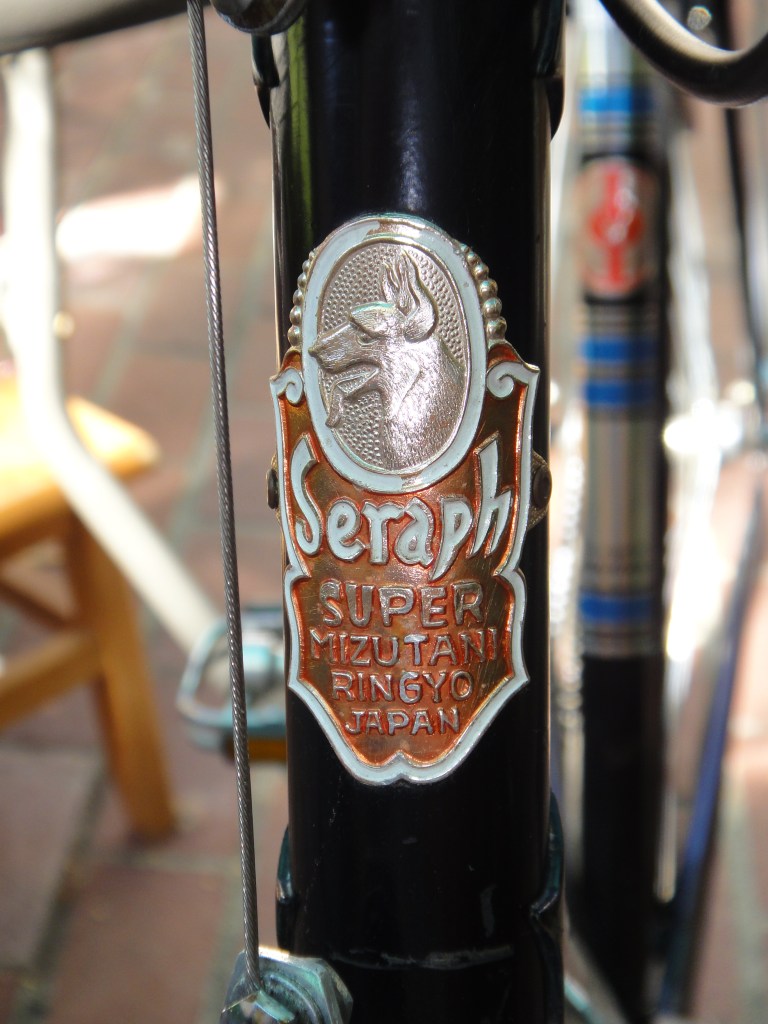 Seraph
SUPER
MIZUTANI
RINGYO
JAPAN